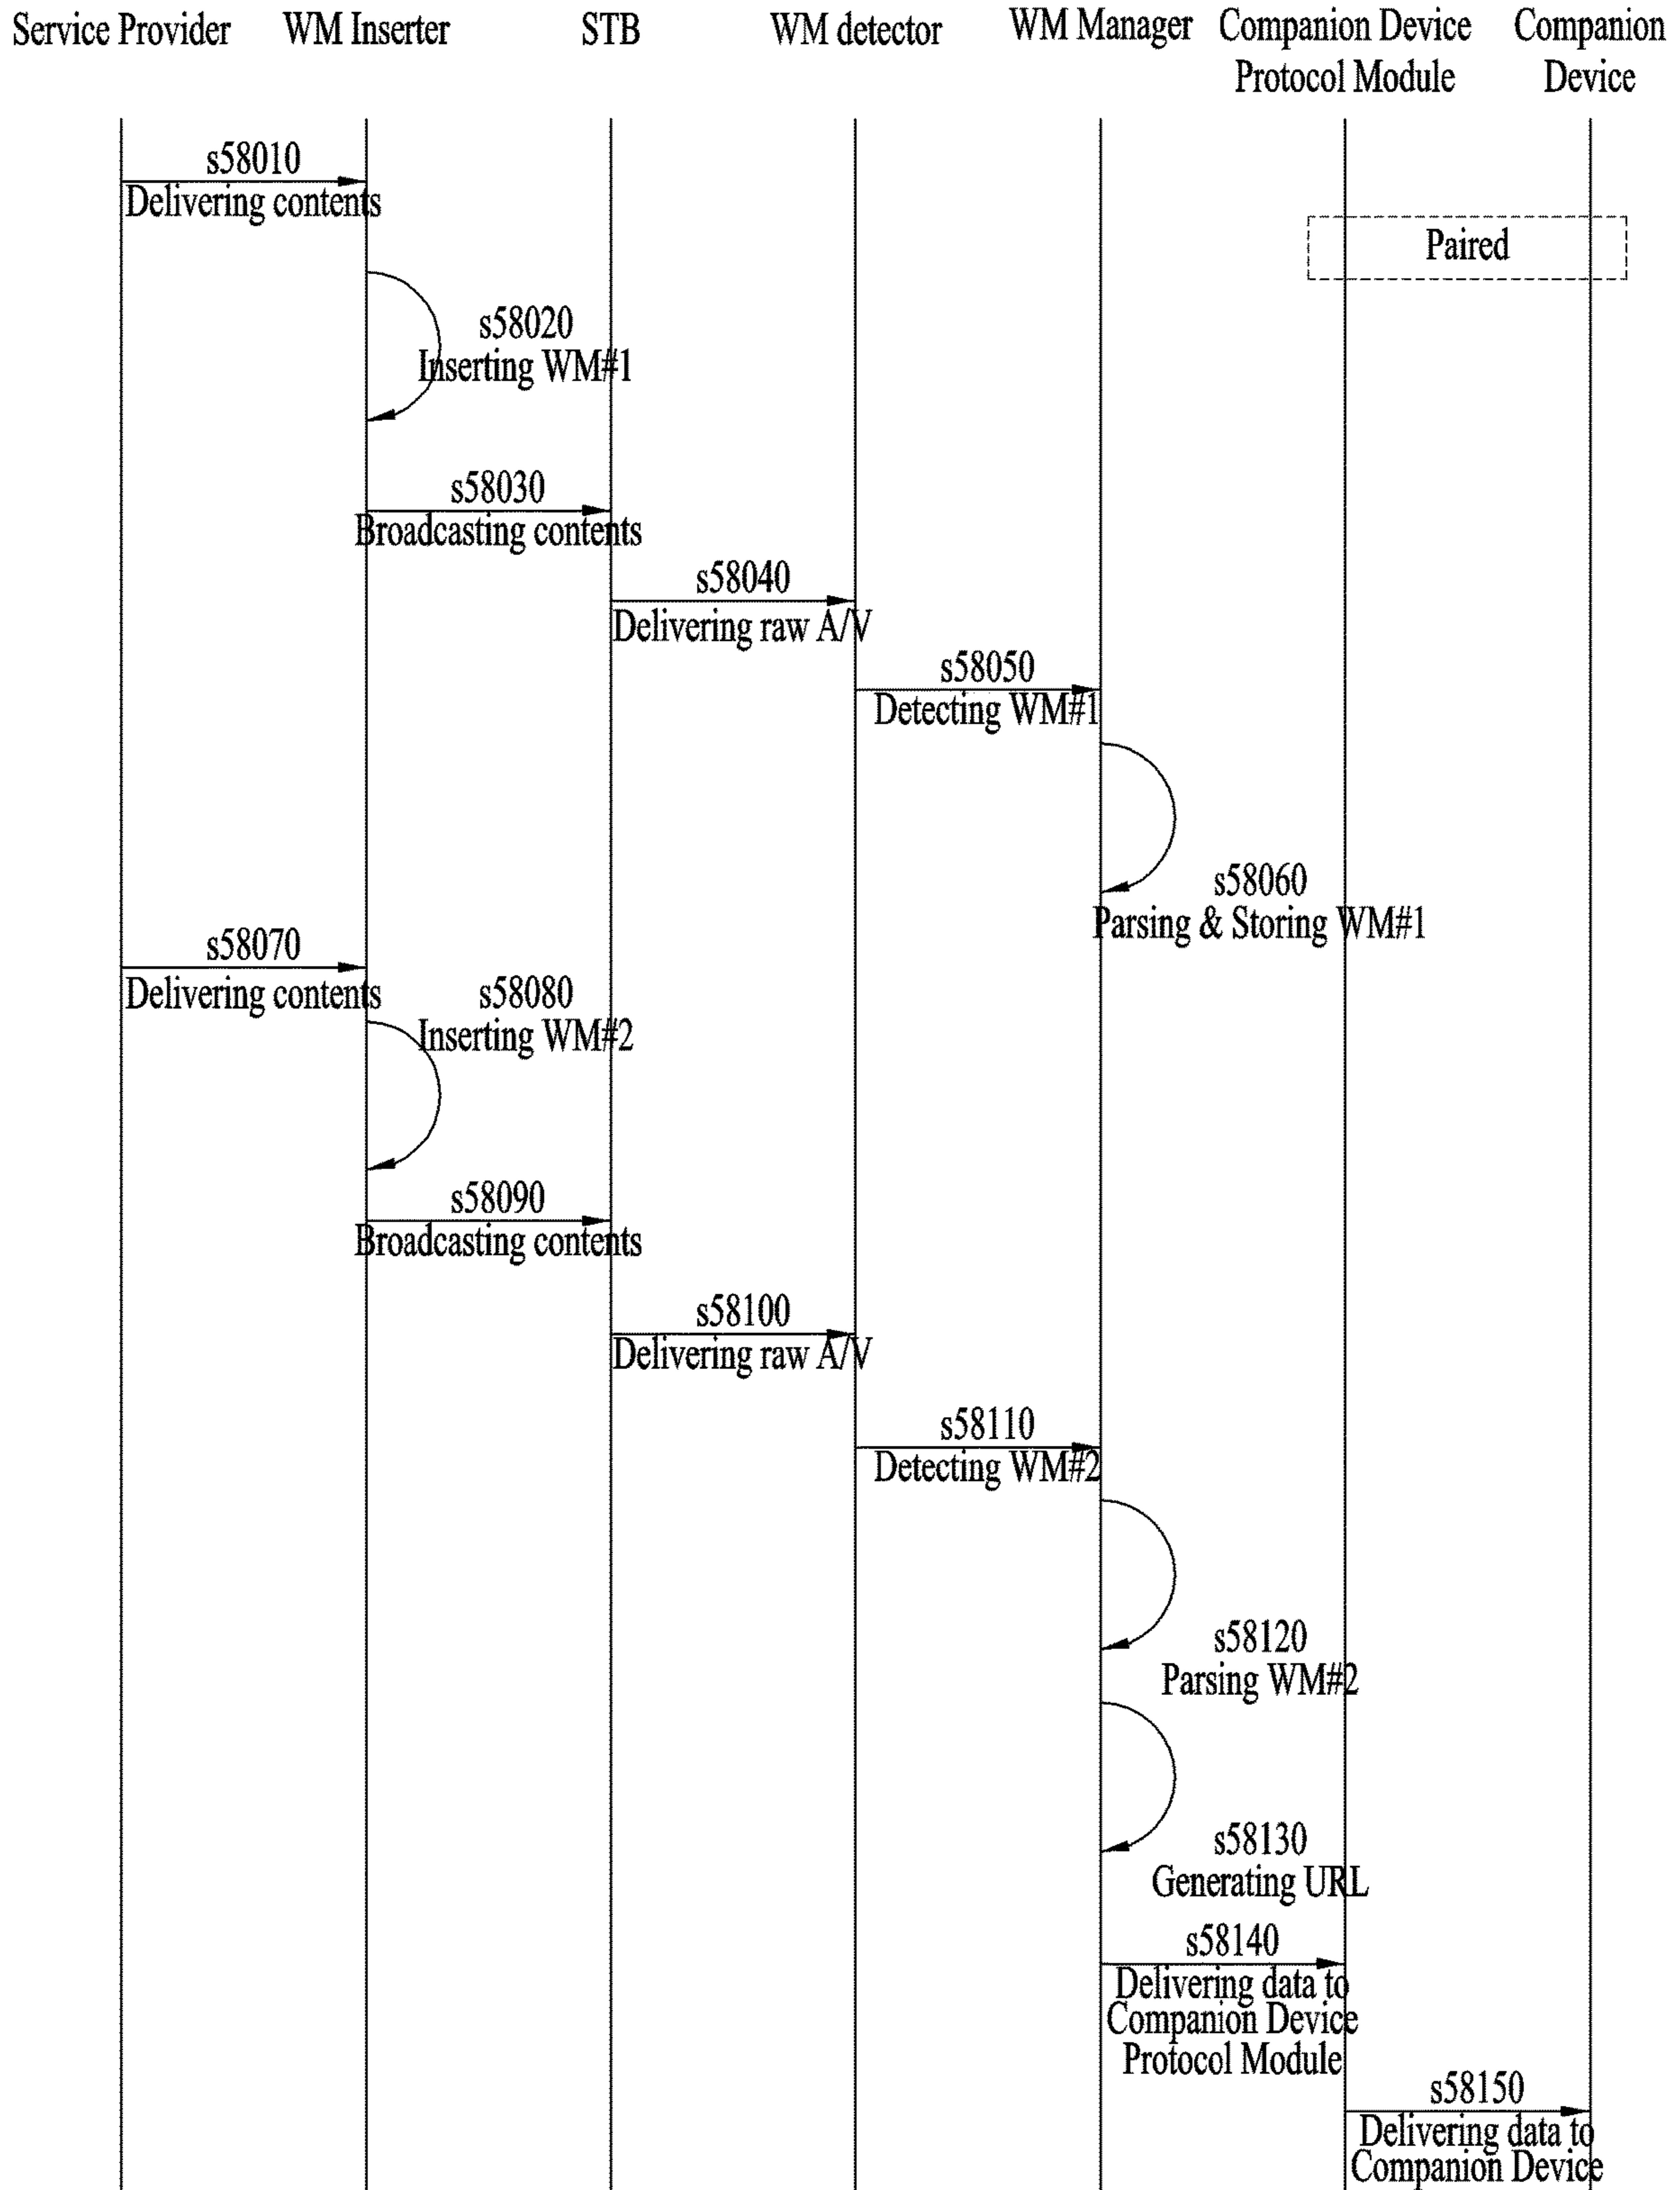 Service Provider
WM Inserter
STB
WM detector
WM Manager
Companion Device
Protocol Module
Companion
Device
s58010
Delivering contents
Paired
s58020
Inserting WM#1
s58030
Broadcasting contents
s58040
Delivering raw A/V
s58050
Detecting WM#1
s58060
Parsing & Storing WM#1
s58070
Delivering contents
s58080
Inserting WM#2
s58090
Broadcasting contents
s58100
Delivering raw A/V
s58110
Detecting WM#2
s58120
Parsing WM#2
s58130
Generating URL
s58140
Delivering data to
Companion Device
Protocol Module
s58150
Delivering data to
Companion Device